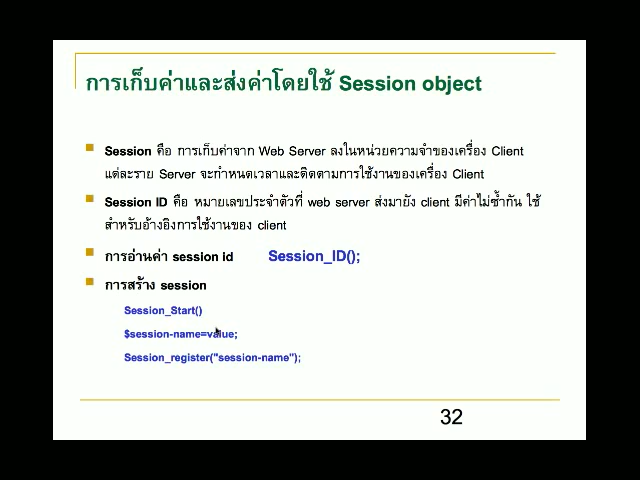 การเก็บค่าและส่งค่าโดยใช้ Session object
Session คือ การเก็บค่าจาก Web Server ลงในหน่วยความจำของเครื่อง Client
แต่ละราย Server จะกำหนดเวลาและติดตามการใช้งานของเครื่อง Client
Session ID คือ หมายเลขประจำตัวที่ web server ส่งมายัง client มีค่าไม่ซ้ำกัน ใช้
สำหรับอ้างอิงการใช้งานของ client
การอ่านค่า session id Session_ID();
การสร้าง session
Session_Start()
$session-name=value;
Session_register("session-name");
32